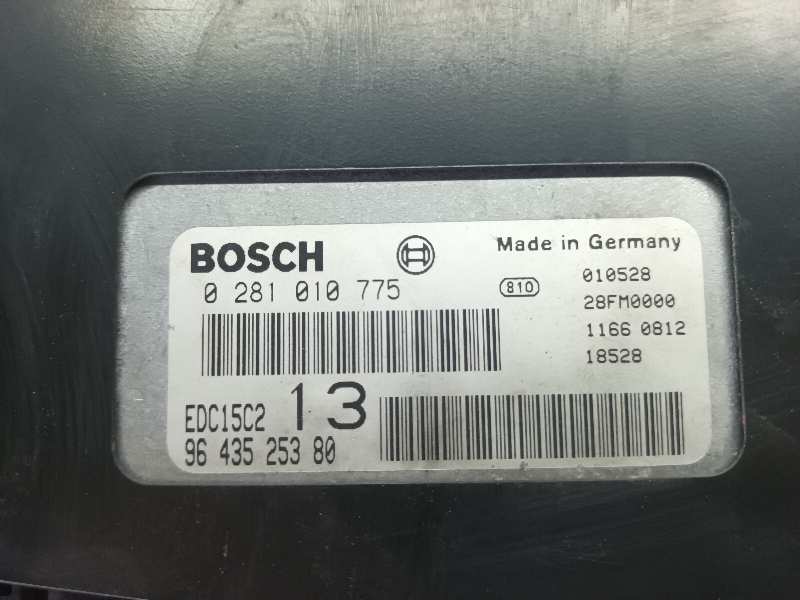 BOSCH
Made in Germany
0 281 010 775
810
010528
28FM0000
1166 0812
18528
EDC15C2 13
96 435 253 80